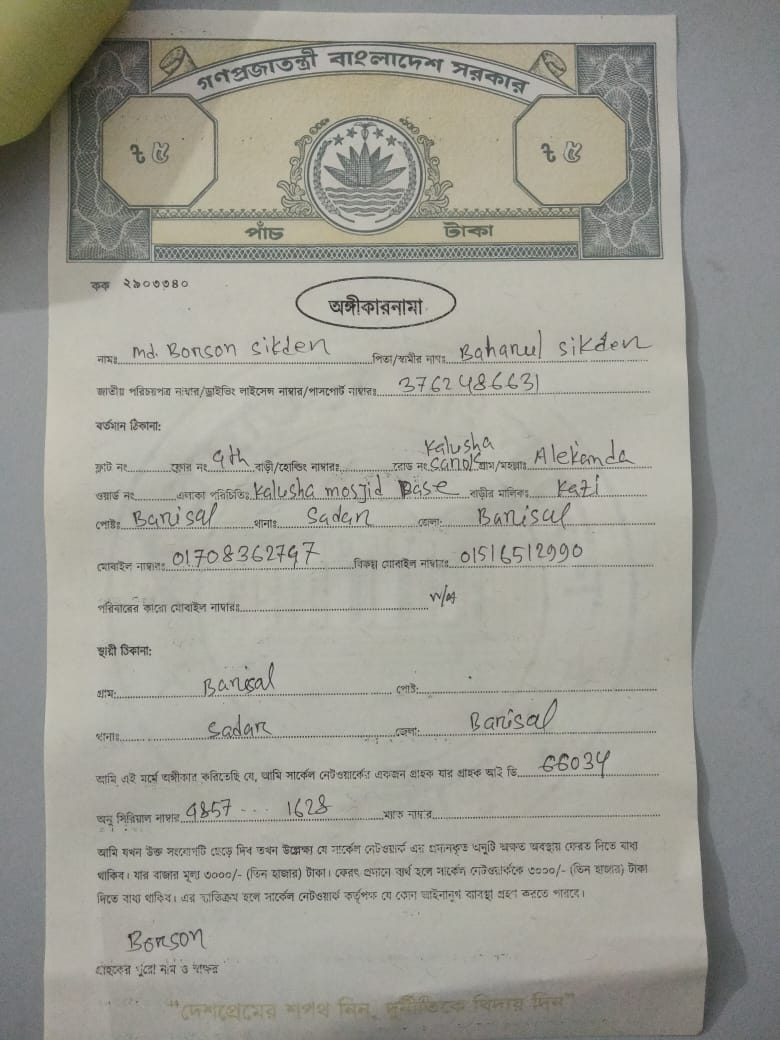 গণপ্রজাতন্ত্রী বাংলাদেশ সরকার
৳ ৫ ৳ ৫
পাঁচ টাকা
কক ২৯০৩৩৪০
অঙ্গীকারনামা
নামঃ Md. Borson Sikder পিতা/স্বামীর নামঃ Baharul Sikder
জাতীয় পরিচয়পত্র নাম্বার/ড্রাইভিং লাইসেন্স নাম্বার/পাসপোর্ট নাম্বারঃ 3762486631
বর্তমান ঠিকানা:
ফ্ল্যাট নং ফ্লোর নং 4th বাড়ী/হোল্ডিং নাম্বারঃ রোড নং Kalusha Sarok গ্রাম/মহল্লাঃ Alekanda
ওয়ার্ড নং এলাকা পরিচিতিঃ Kalusha mosjid Base বাড়ীর মালিকঃ Kazi
পোষ্টঃ Barisal থানাঃ Sadar জেলা: Barisal
মোবাইল নাম্বারঃ 01708362747 বিকল্প মোবাইল নাম্বারঃ 01516512990
পরিবারের কারো মোবাইল নাম্বারঃ N/A
স্থায়ী ঠিকানা:
গ্রাম: Barisal পোষ্ট:
থানাঃ Sadar জেলা: Barisal
আমি এই মর্মে অঙ্গীকার করিতেছি যে, আমি সার্কেল নেটওয়ার্কের একজন গ্রাহক যার গ্রাহক আই ডি 66034
অনু সিরিয়াল নাম্বার 9857 --- 1628 ম্যাক নাম্বার
আমি যখন উক্ত সংযোগটি ছেড়ে দিব তখন উল্লেক্ষ্য যে সার্কেল নেটওয়ার্ক এর প্রদানকৃত অনুটি অক্ষত অবস্থায় ফেরত দিতে বাধ্য
থাকিব। যার বাজার মূল্য ৩০০০/- (তিন হাজার) টাকা। ফেরৎ প্রদানে ব্যর্থ হলে সার্কেল নেটওয়ার্ককে ৩০০০/- (তিন হাজার) টাকা
দিতে বাধ্য থাকিব। এর ব্যতিক্রম হলে সার্কেল নেটওয়ার্ক কর্তৃপক্ষ যে কোন আইনানুগ ব্যবস্থা গ্রহণ করতে পারবে।
Borson
গ্রাহকের পুরো নাম ও স্বাক্ষর
"দেশপ্রেমের শপথ নিন, দুর্নীতিকে বিদায় দিন"